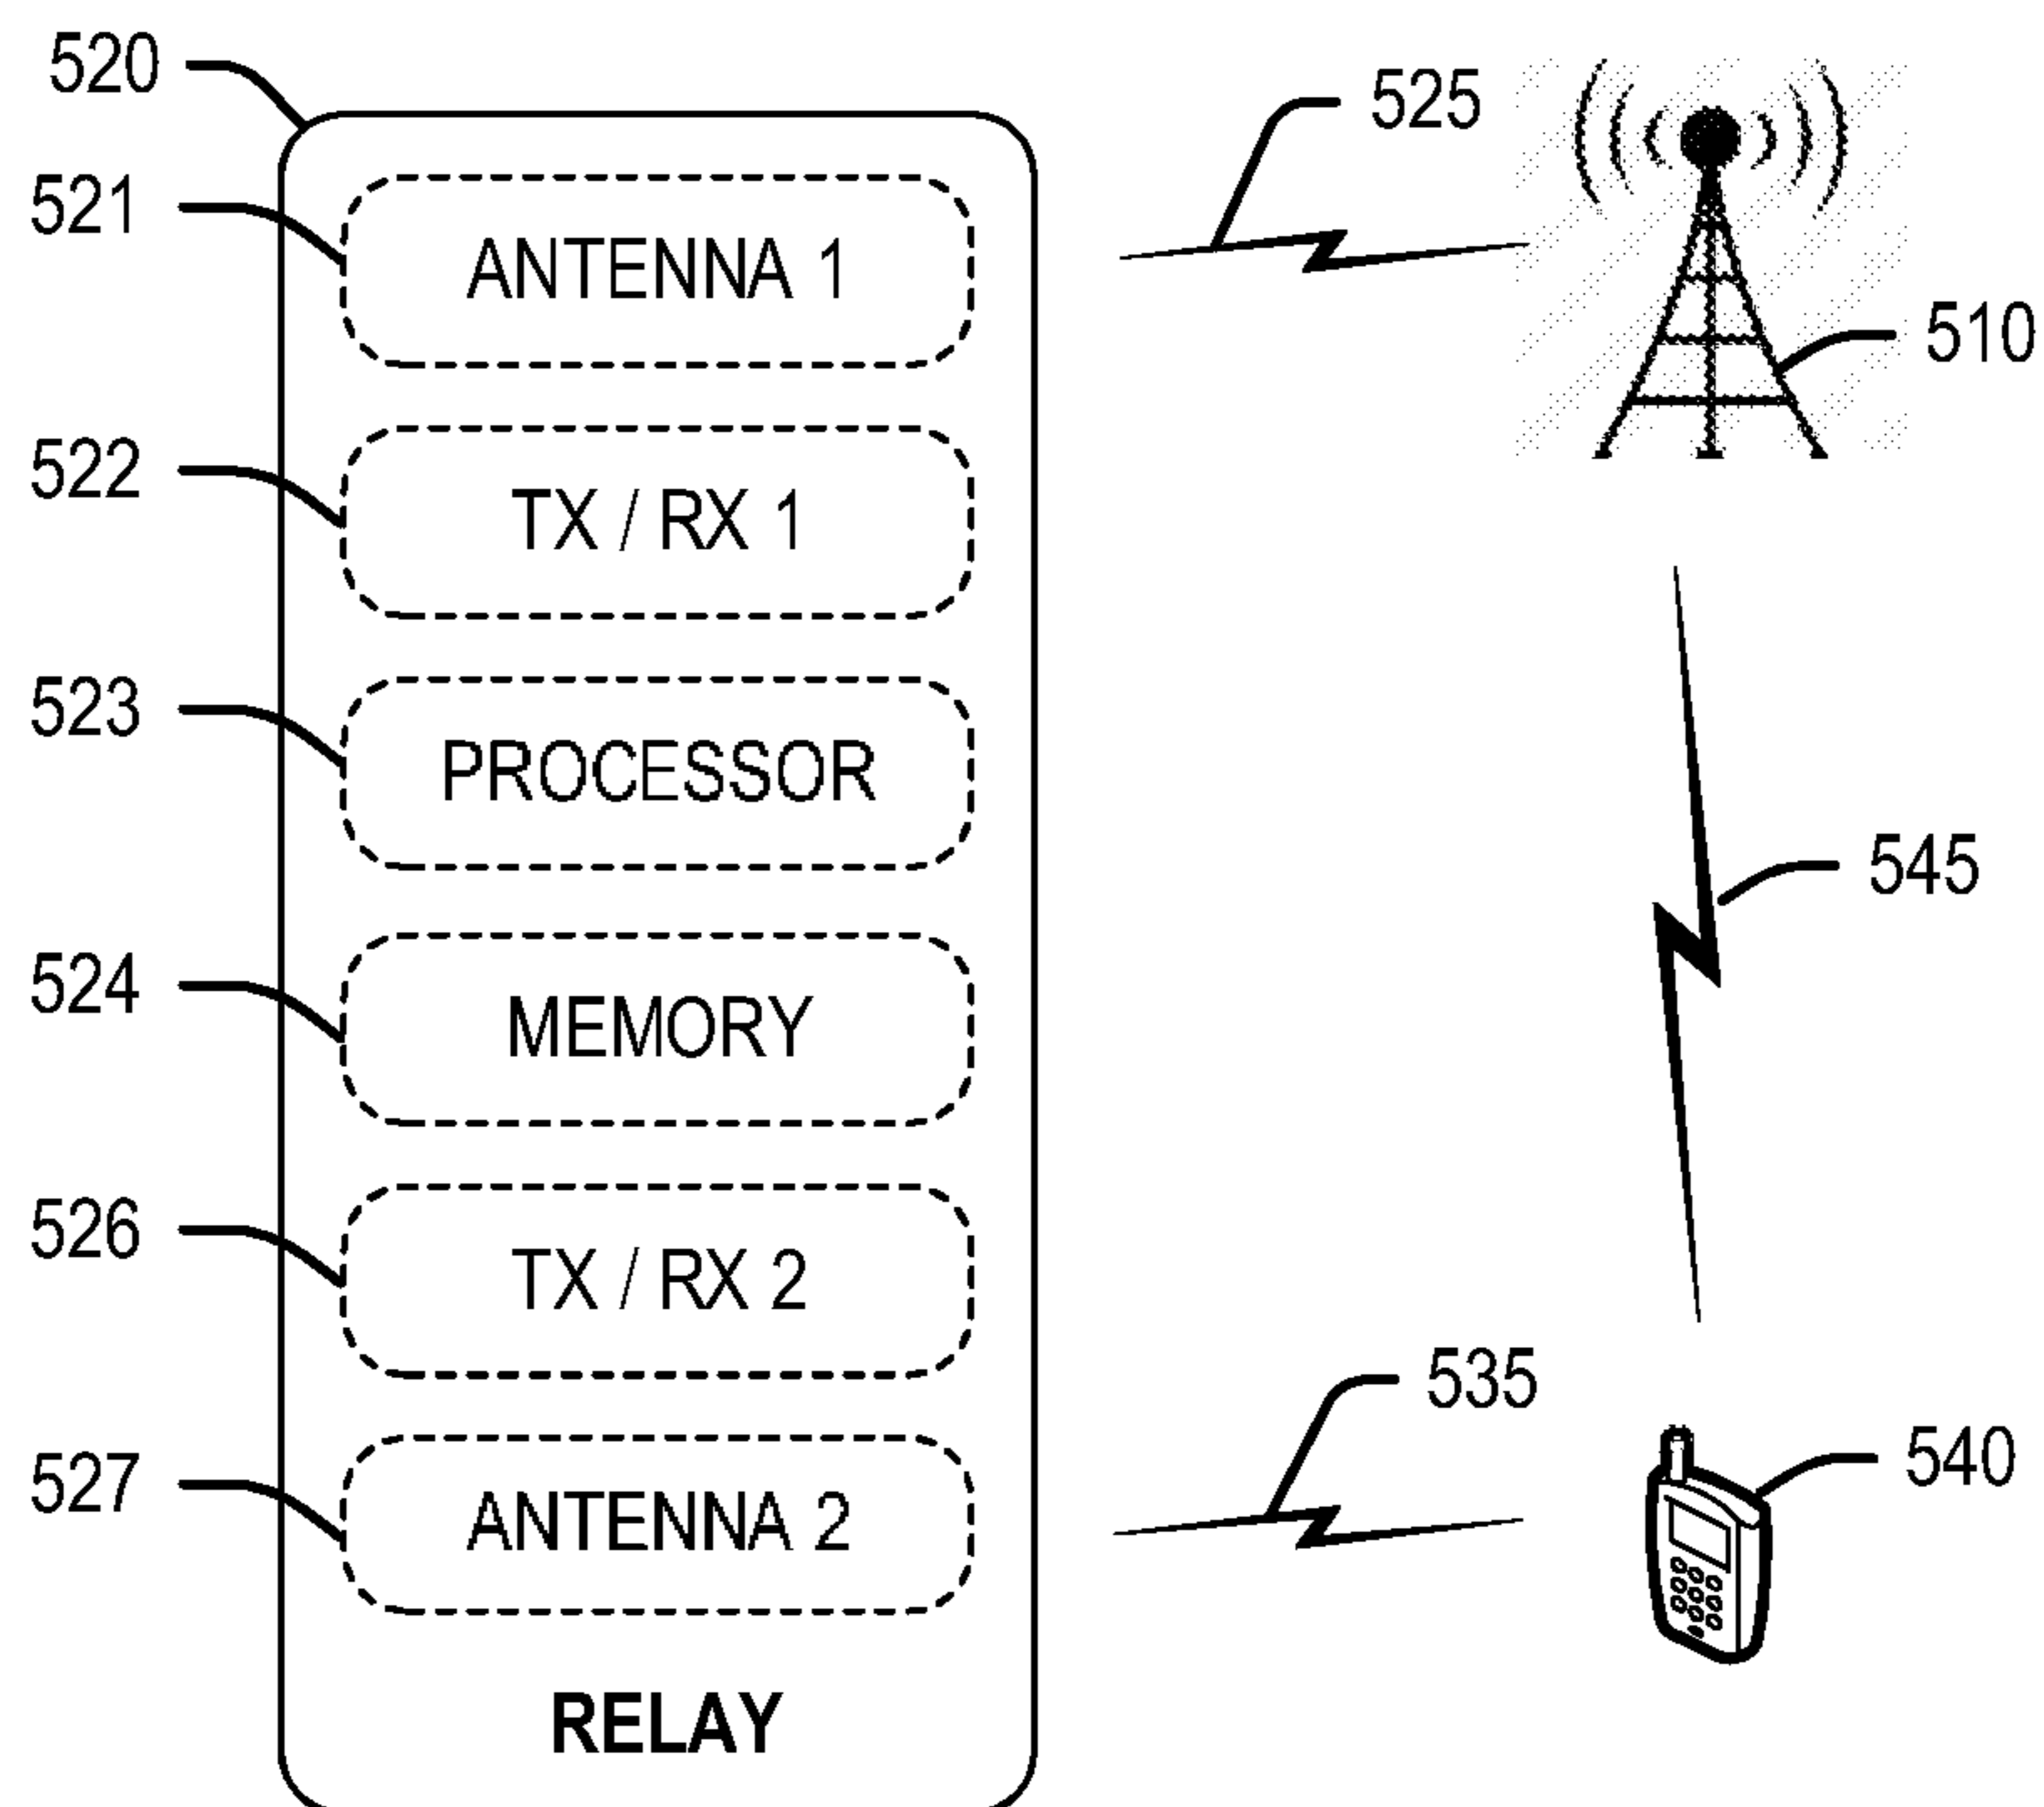 520
525
521
ANTENNA 1
510
522
TX / RX 1
523
PROCESSOR
545
524
MEMORY
526
TX / RX 2
535
527
ANTENNA 2
540
RELAY